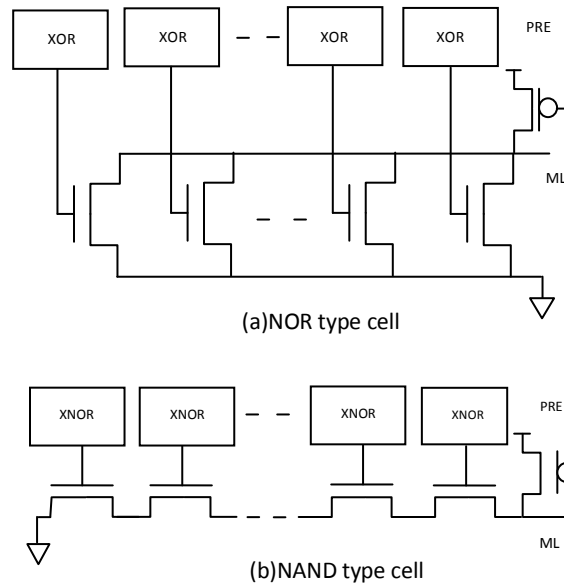 XOR XOR XOR XOR PRE
ML
(a)NOR type cell
XNOR XNOR XNOR XNOR PRE
ML
(b)NAND type cell